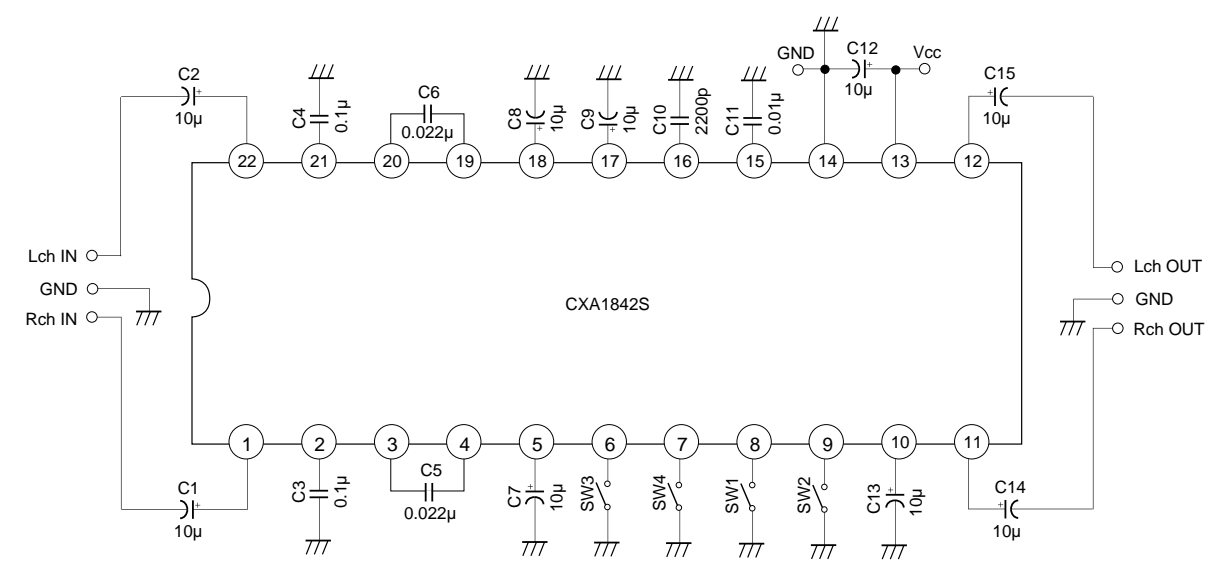 GND
C12
10µ
Vcc
C2
10µ
C4
0.1µ
C6
0.022µ
C8
10µ
C9
10µ
C10
2200p
C11
0.01µ
C15
10µ
22
21
20
19
18
17
16
15
14
13
12
Lch IN
GND
Rch IN
CXA1842S
Lch OUT
GND
Rch OUT
1
2
3
4
5
6
7
8
9
10
11
C1
10µ
C3
0.1µ
C5
0.022µ
C7
10µ
SW3
SW4
SW1
SW2
C13
10µ
C14
10µ